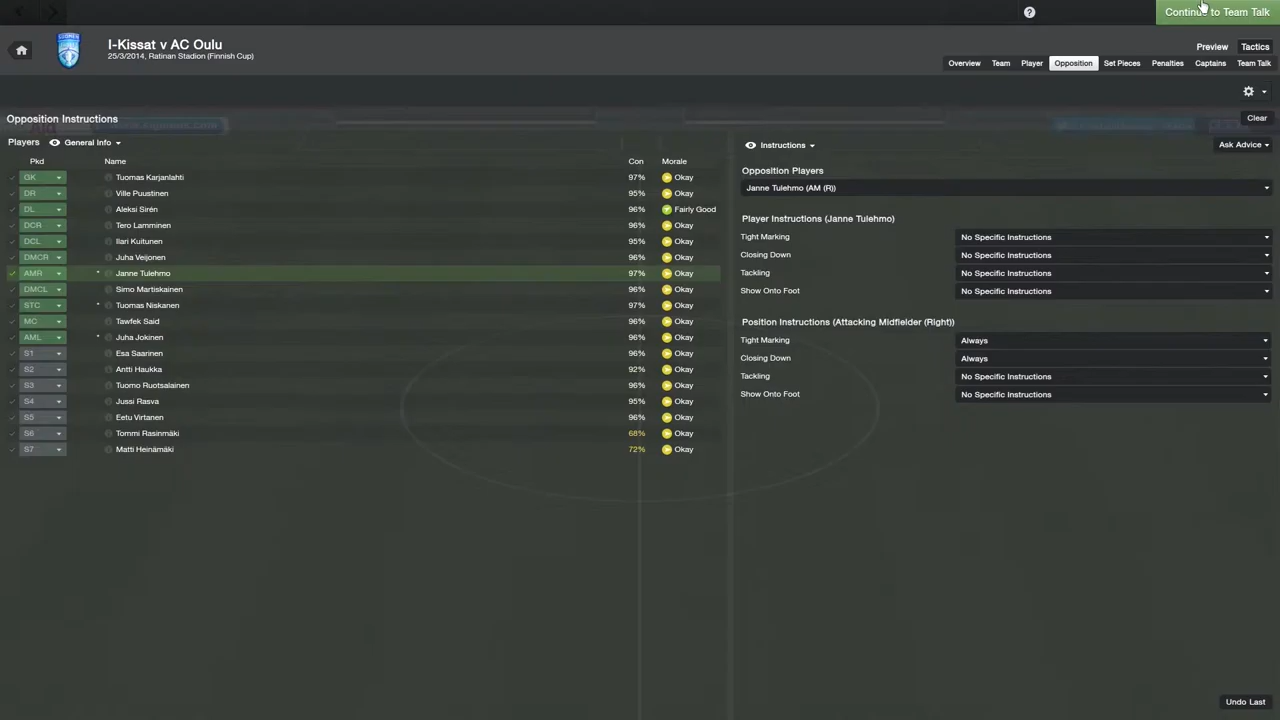 Continue to Team Talk
I-Kissat v AC Oulu
25/3/2014, Ratinan Stadion (Finnish Cup)
Preview Tactics
Overview Team Player Opposition Set Pieces Penalties Captains Team Talk
Opposition Instructions
Clear
Players General Info
Instructions
Ask Advice
Pkd Name Con Morale
GK Tuomas Karjanlahti 97% Okay
DR Ville Puustinen 95% Okay
DL Aleksi Sirén 96% Fairly Good
DCR Tero Lamminen 96% Okay
DCL Ilari Kuitunen 95% Okay
DMCR Juha Veijonen 96% Okay
AMR * Janne Tulehmo 97% Okay
DMCL Simo Martiskainen 96% Okay
STC * Tuomas Niskanen 97% Okay
MC Tawfek Said 96% Okay
AML * Juha Jokinen 96% Okay
S1 Esa Saarinen 96% Okay
S2 Antti Haukka 92% Okay
S3 Tuomo Ruotsalainen 96% Okay
S4 Jussi Rasva 95% Okay
S5 Eetu Virtanen 96% Okay
S6 Tommi Rasinmäki 68% Okay
S7 Matti Heinämäki 72% Okay
Opposition Players
Janne Tulehmo (AM (R))
Player Instructions (Janne Tulehmo)
Tight Marking No Specific Instructions
Closing Down No Specific Instructions
Tackling No Specific Instructions
Show Onto Foot No Specific Instructions
Position Instructions (Attacking Midfielder (Right))
Tight Marking Always
Closing Down Always
Tackling No Specific Instructions
Show Onto Foot No Specific Instructions
Undo Last